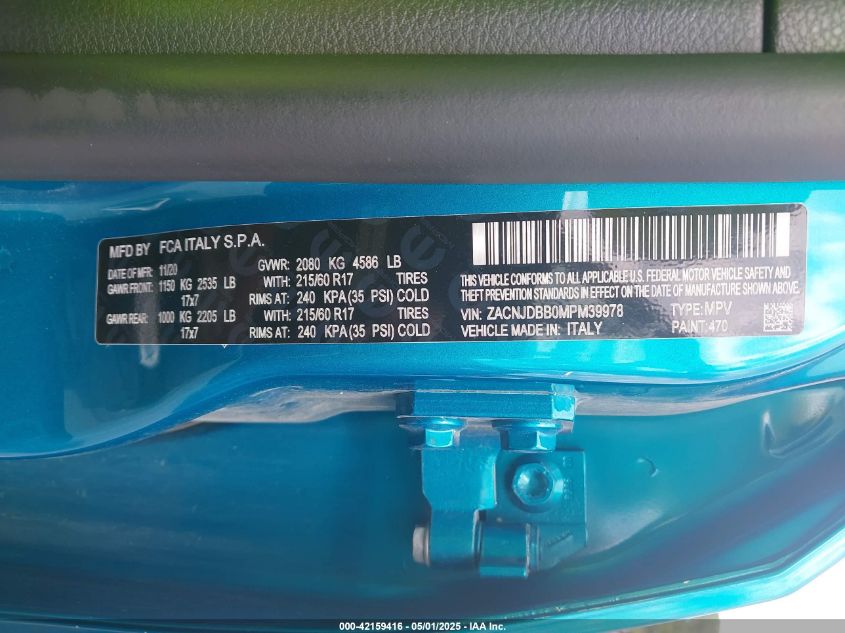 MFD BY FCA ITALY S.P.A.
DATE OF MFR 11/20 GVWR: 2080 KG 4586 LB
GAWR FRONT: 1150 KG 2535 LB WITH: 215/60 R17 TIRES
17x7 RIMS AT: 240 KPA (35 PSI) COLD
GAWR REAR: 1000 KG 2205 LB WITH: 215/60 R17 TIRES
17x7 RIMS AT: 240 KPA (35 PSI) COLD
THIS VEHICLE CONFORMS TO ALL APPLICABLE U.S. FEDERAL MOTOR VEHICLE SAFETY AND
THEFT PREVENTION STANDARDS IN EFFECT ON THE DATE OF MANUFACTURE SHOWN ABOVE.
VIN: ZACNJDBB0MPM39978 TYPE: MPV
VEHICLE MADE IN: ITALY PAINT: 470
000-42159416 - 05/01/2025 - IAA Inc.